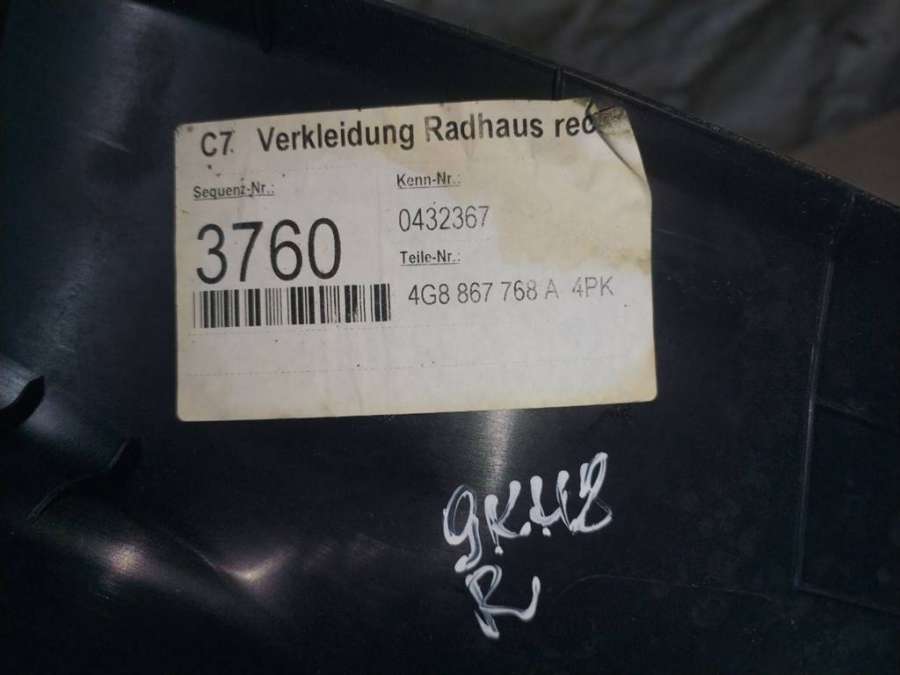 C7 Verkleidung Radhaus rec
Sequenz-Nr.:
Kenn-Nr.:
3760
0432367
Teile-Nr.:
4G8 867 768 A 4PK
R